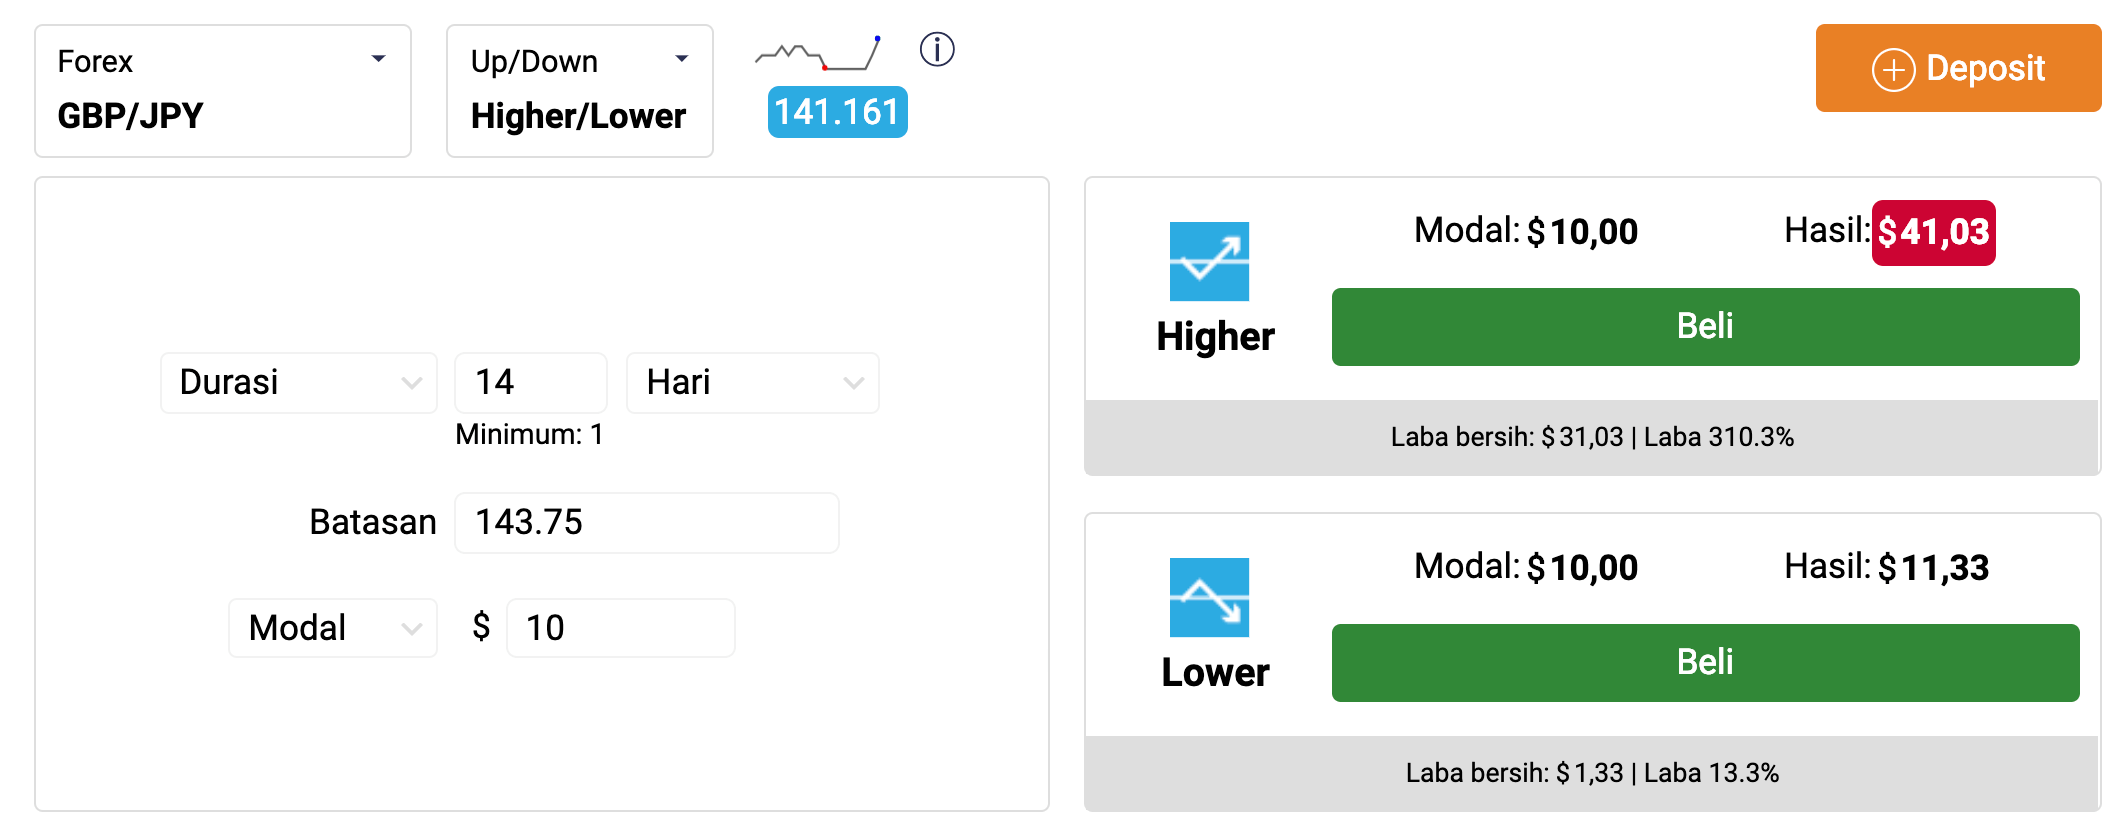 Forex
GBP/JPY
Up/Down
Higher/Lower
141.161
Deposit
Durasi 14 Hari
Minimum: 1
Batasan 143.75
Modal $ 10
Modal: $ 10,00 Hasil: $ 41,03
Higher
Beli
Laba bersih: $ 31,03 | Laba 310.3%
Modal: $ 10,00 Hasil: $ 11,33
Lower
Beli
Laba bersih: $ 1,33 | Laba 13.3%